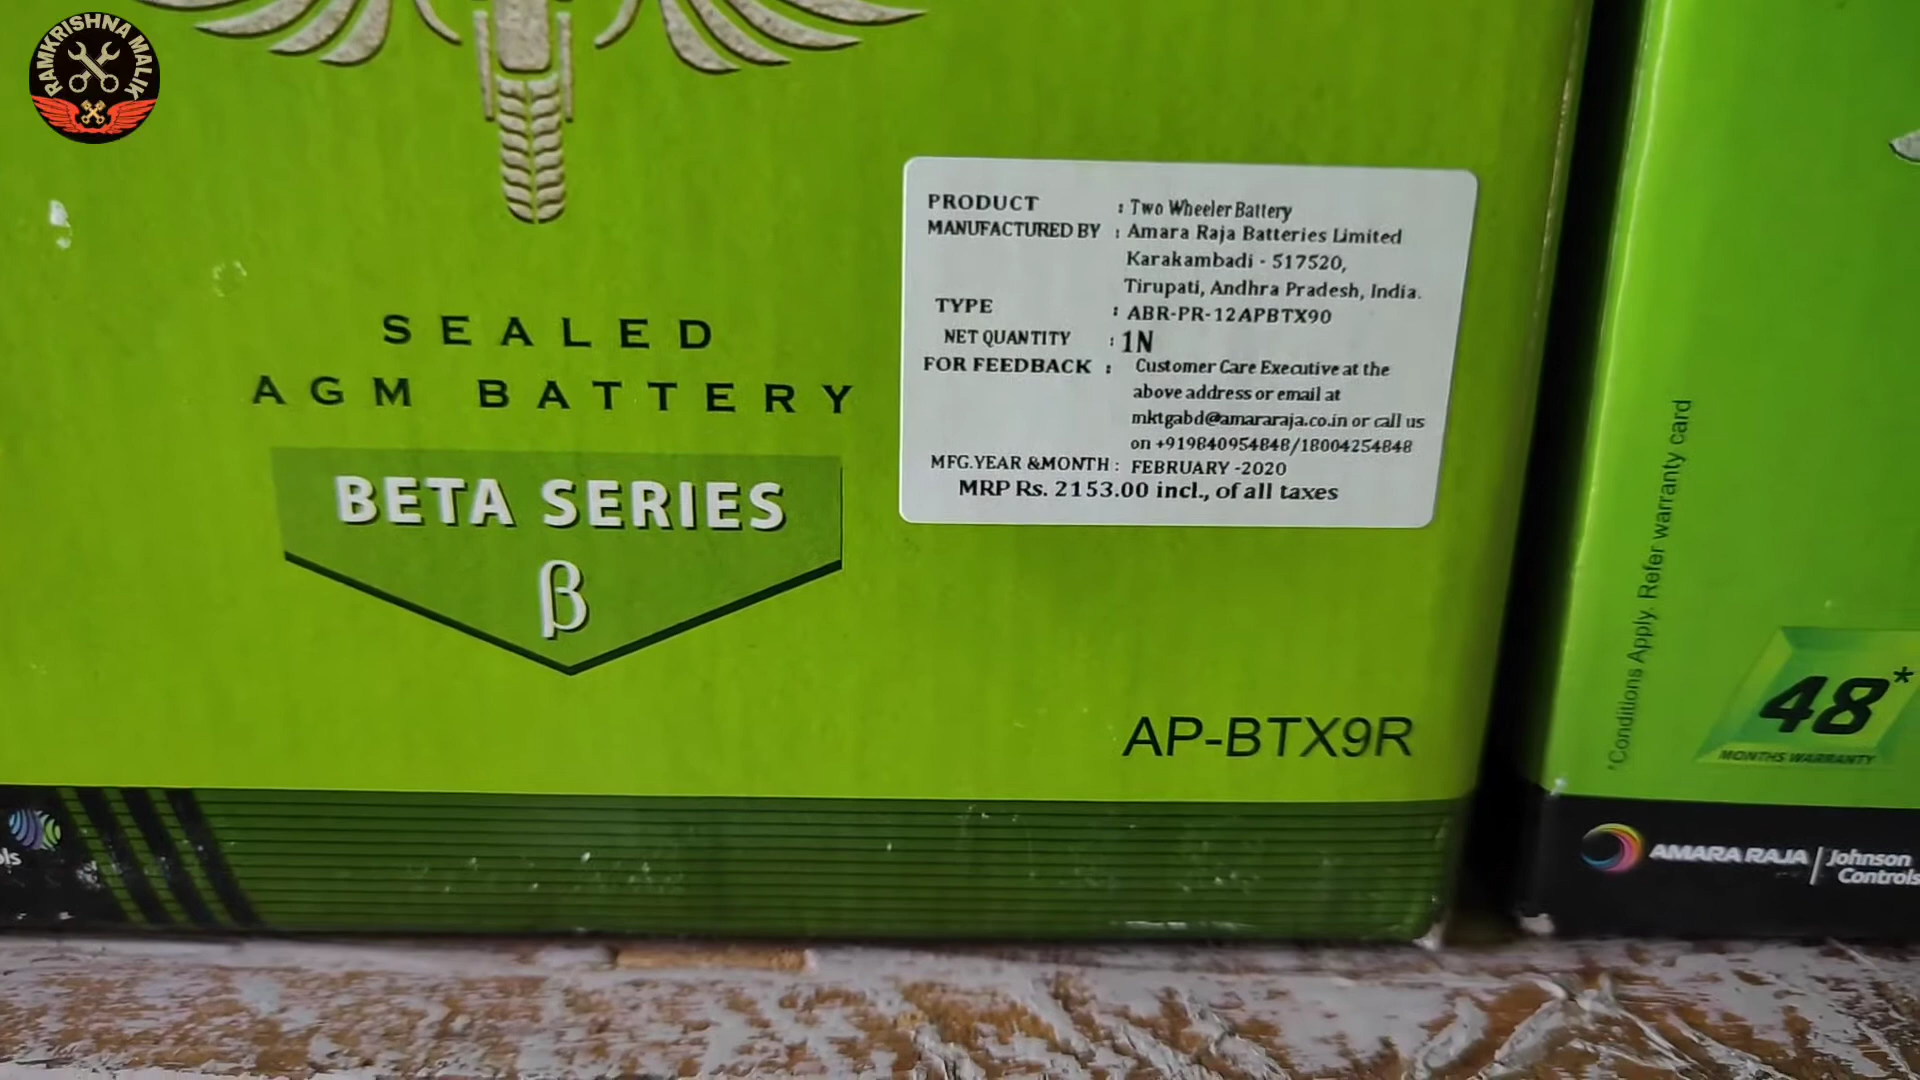 RAMKRISHNA MALIK
PRODUCT : Two Wheeler Battery
MANUFACTURED BY : Amara Raja Batteries Limited
Karakambadi - 517520,
Tirupati, Andhra Pradesh, India.
TYPE : ABR-PR-12APBTX90
NET QUANTITY : 1N
FOR FEEDBACK : Customer Care Executive at the
above address or email at
mktgabd@amararaja.co.in or call us
on +919840954848/18004254848
MFG.YEAR &MONTH : FEBRUARY -2020
MRP Rs. 2153.00 incl., of all taxes
SEALED
AGM BATTERY
BETA SERIES
β
AP-BTX9R
*Conditions Apply. Refer warranty card
48*
MONTHS WARRANTY
AMARA RAJA | Johnson
Controls